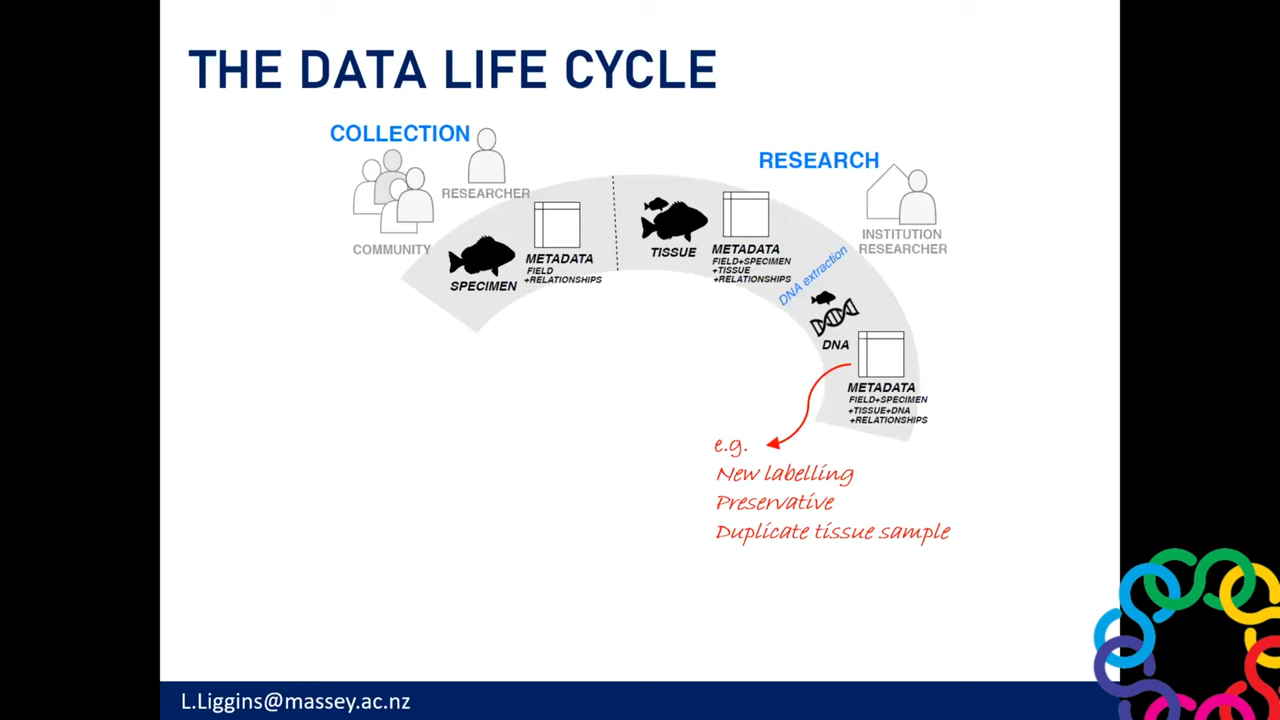 THE DATA LIFE CYCLE
COLLECTION
RESEARCHER
COMMUNITY
SPECIMEN
METADATA
FIELD
+RELATIONSHIPS
TISSUE
METADATA
FIELD+SPECIMEN
+TISSUE
+RELATIONSHIPS
RESEARCH
INSTITUTION
RESEARCHER
DNA extraction
DNA
METADATA
FIELD+SPECIMEN
+TISSUE+DNA
+RELATIONSHIPS
e.g.
New labelling
Preservative
Duplicate tissue sample
L.Liggins@massey.ac.nz